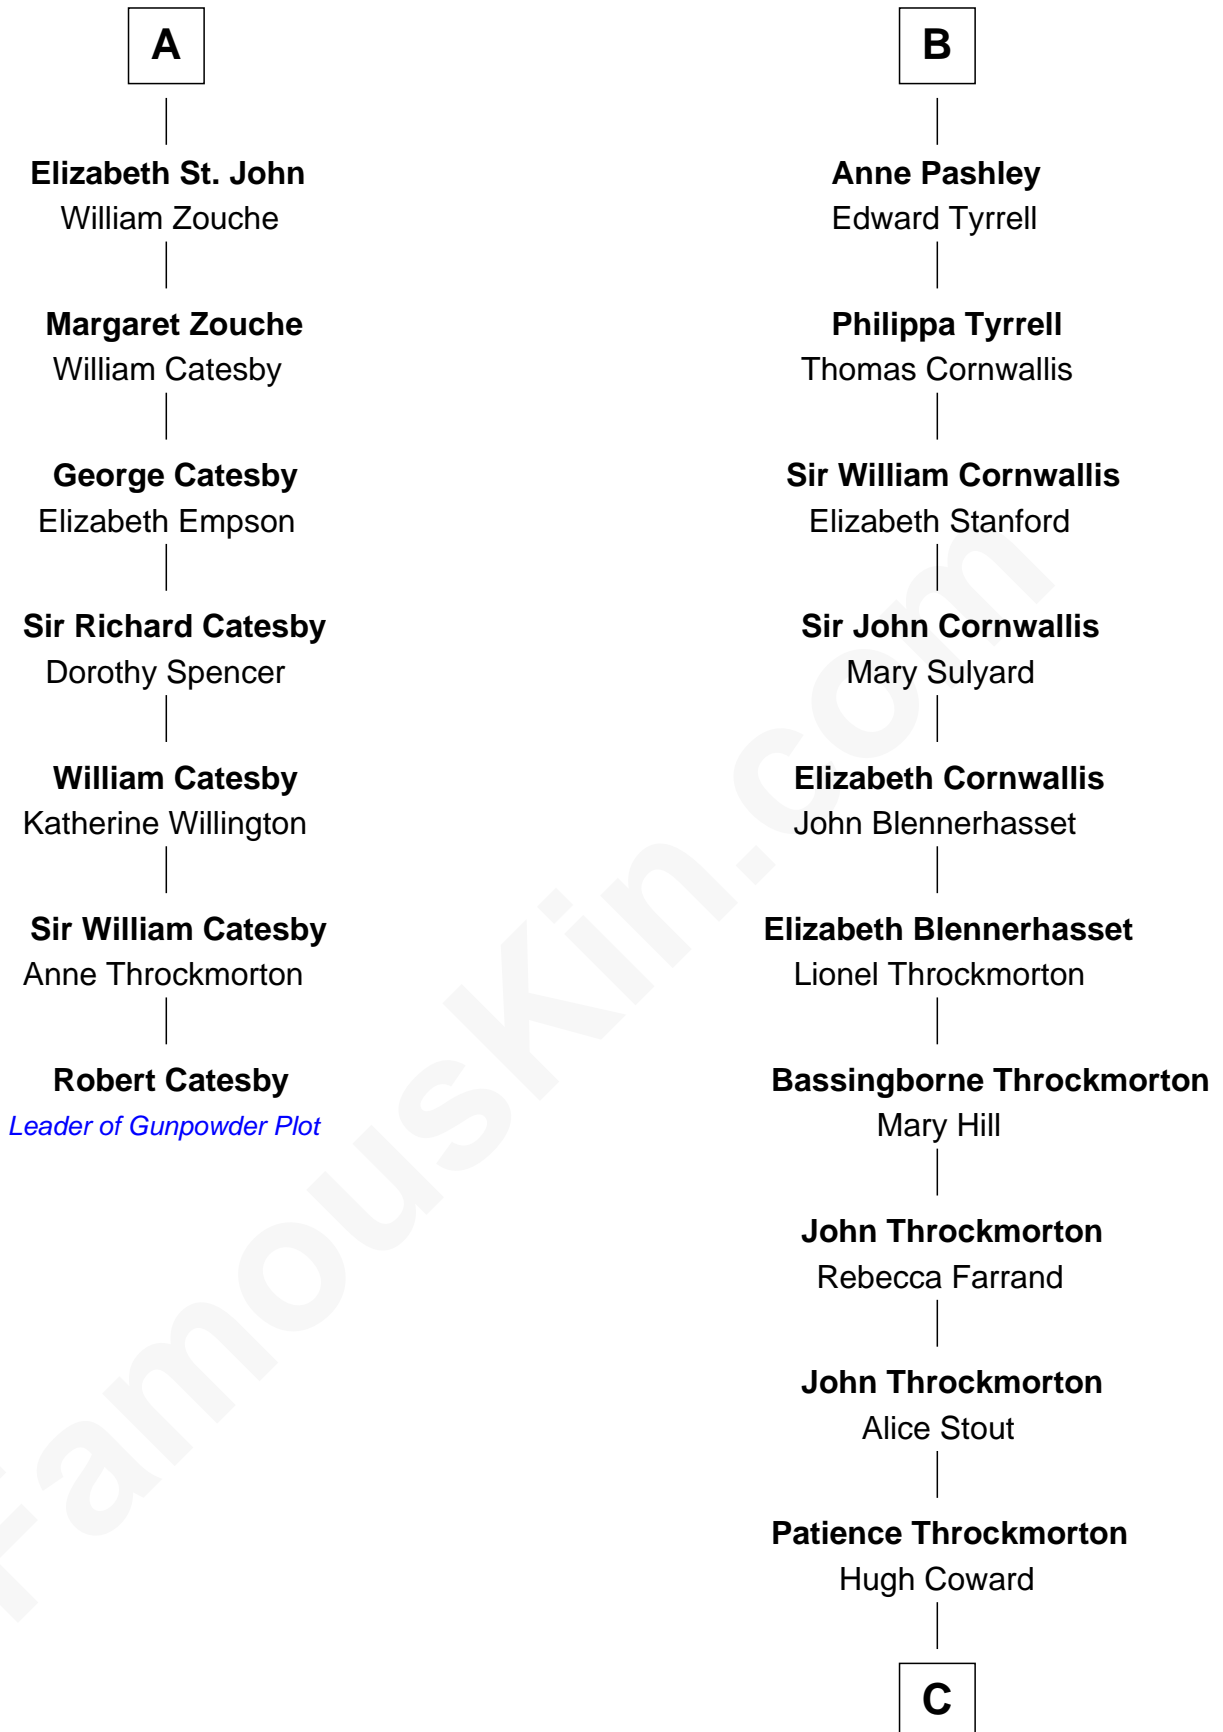 A
Elizabeth St. John
William Zouche
Margaret Zouche
William Catesby
George Catesby
Elizabeth Empson
Sir Richard Catesby
Dorothy Spencer
William Catesby
Katherine Willington
Sir William Catesby
Anne Throckmorton
Robert Catesby
Leader of Gunpowder Plot
B
Anne Pashley
Edward Tyrrell
Philippa Tyrrell
Thomas Cornwallis
Sir William Cornwallis
Elizabeth Stanford
Sir John Cornwallis
Mary Sulyard
Elizabeth Cornwallis
John Blennerhasset
Elizabeth Blennerhasset
Lionel Throckmorton
Bassingborne Throckmorton
Mary Hill
John Throckmorton
Rebecca Farrand
John Throckmorton
Alice Stout
Patience Throckmorton
Hugh Coward
C
FamousKin.com